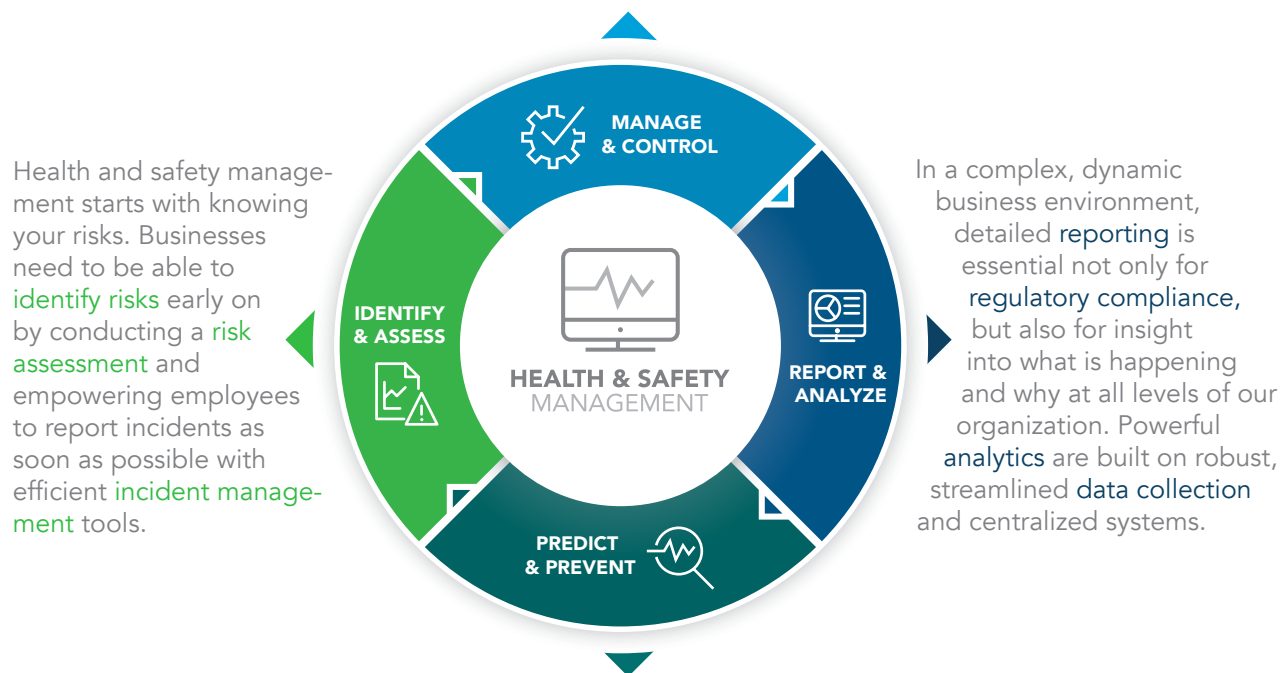 MANAGE
& CONTROL
Health and safety manage-
ment starts with knowing
your risks. Businesses
need to be able to
identify risks early on
by conducting a risk
assessment and
empowering employees
to report incidents as
soon as possible with
efficient incident manage-
ment tools.
IDENTIFY
& ASSESS
HEALTH & SAFETY
MANAGEMENT
REPORT &
ANALYZE
In a complex, dynamic
business environment,
detailed reporting is
essential not only for
regulatory compliance,
but also for insight
into what is happening
and why at all levels of our
organization. Powerful
analytics are built on robust,
streamlined data collection
and centralized systems.
PREDICT
& PREVENT